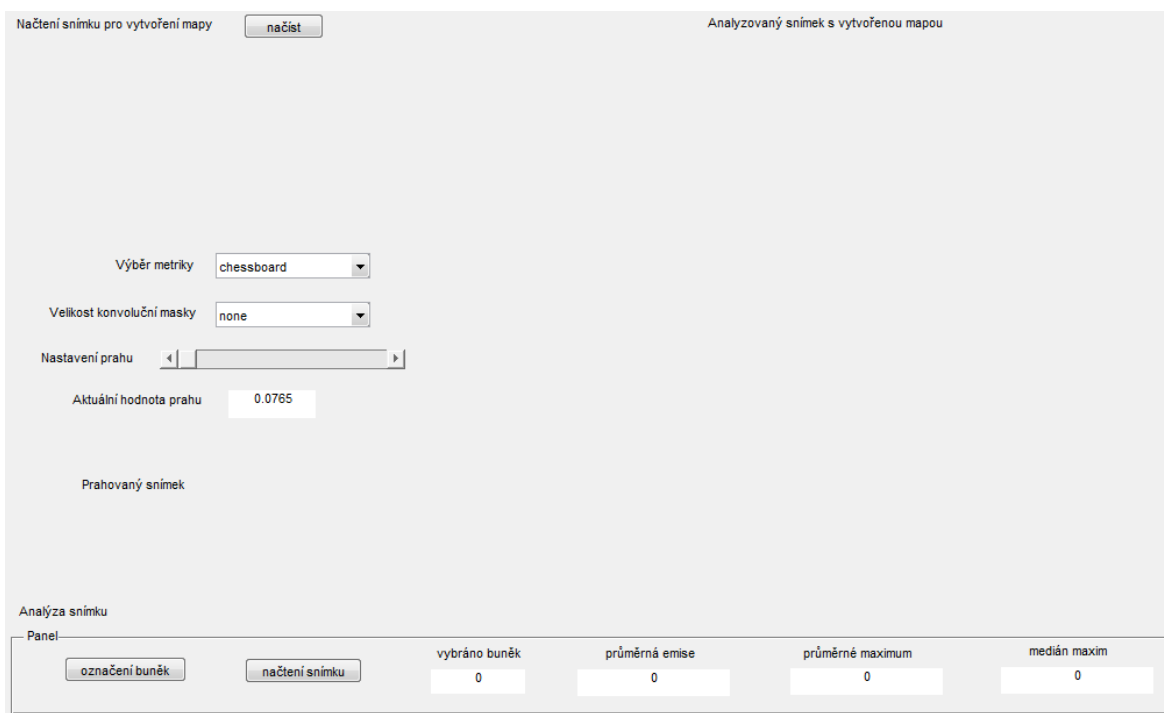 Načtení snímku pro vytvoření mapy načíst Analyzovaný snímek s vytvořenou mapou
Výběr metriky chessboard
Velikost konvoluční masky none
Nastavení prahu
Aktuální hodnota prahu 0.0765
Prahovaný snímek
Analýza snímku
Panel
označení buněk načtení snímku vybráno buněk průměrná emise průměrné maximum medián maxim
0 0 0 0